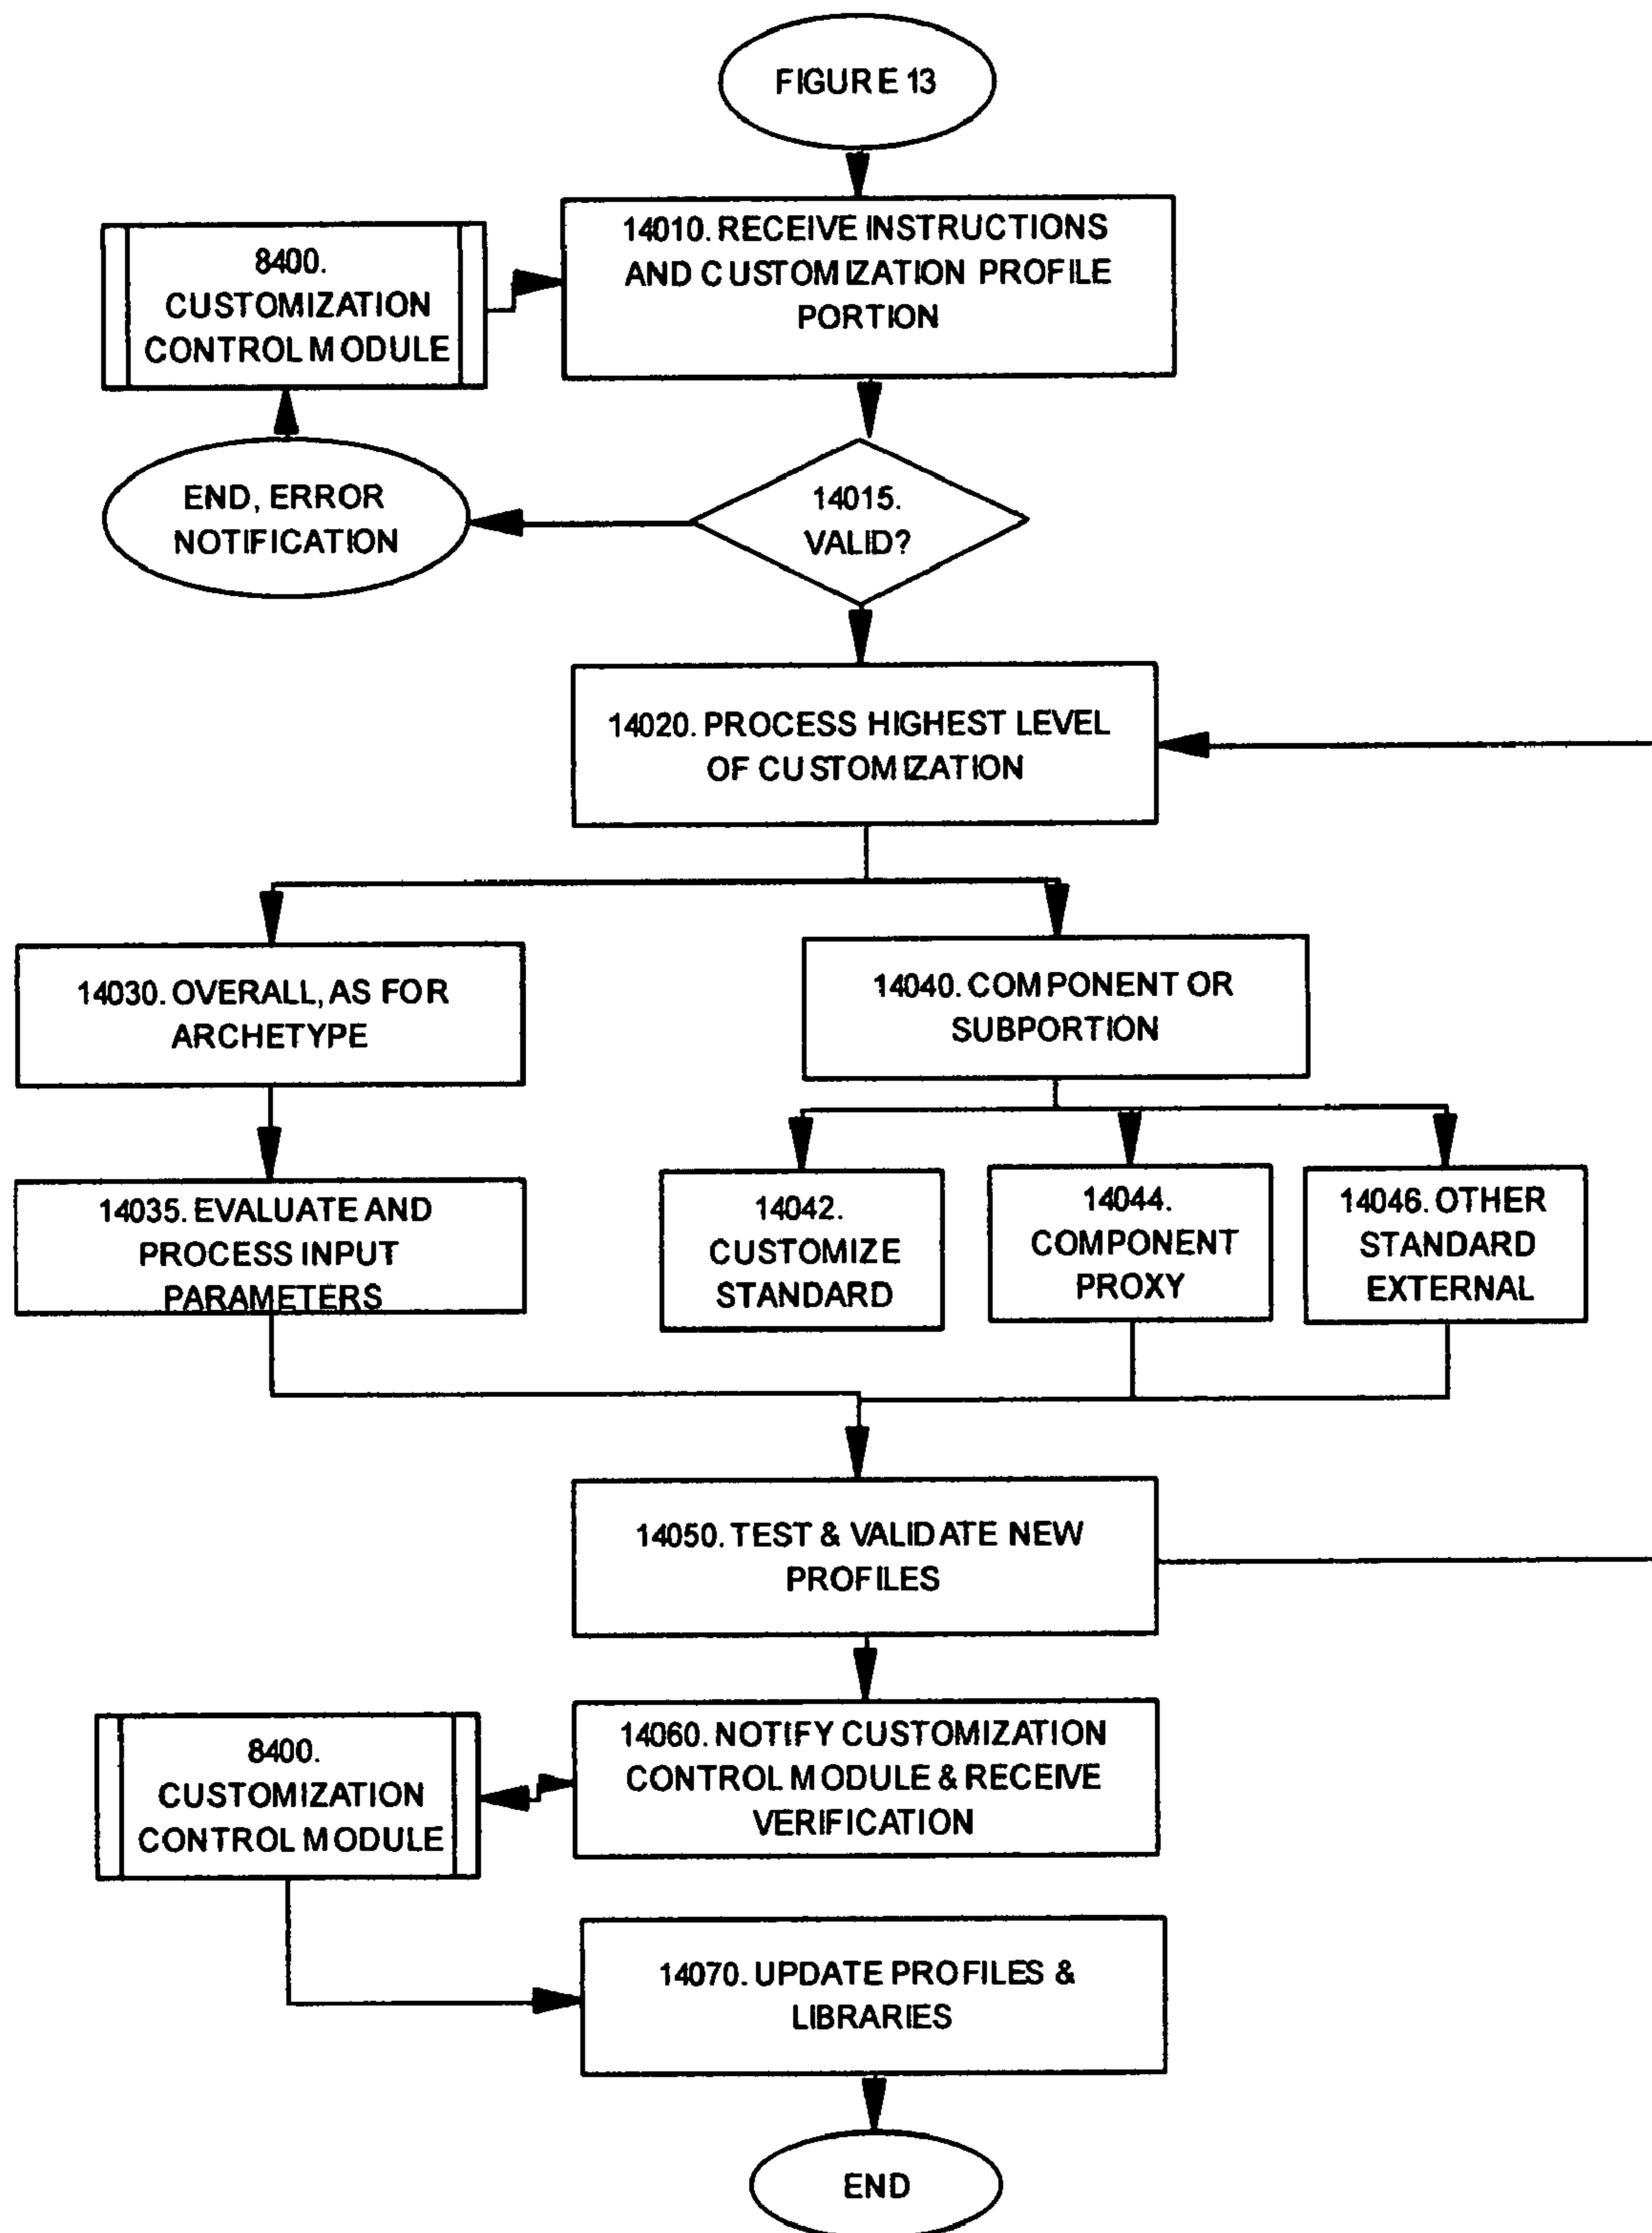 FIGURE 13
14010. RECEIVE INSTRUCTIONS
AND CUSTOMIZATION PROFILE
PORTION
8400.
CUSTOMIZATION
CONTROL MODULE
14015.
VALID?
END, ERROR
NOTIFICATION
14020. PROCESS HIGHEST LEVEL
OF CUSTOMIZATION
14030. OVERALL, AS FOR
ARCHETYPE
14040. COMPONENT OR
SUBPORTION
14035. EVALUATE AND
PROCESS INPUT
PARAMETERS
14042.
CUSTOMIZE
STANDARD
14044.
COMPONENT
PROXY
14046. OTHER
STANDARD
EXTERNAL
14050. TEST & VALIDATE NEW
PROFILES
14060. NOTIFY CUSTOMIZATION
CONTROL MODULE & RECEIVE
VERIFICATION
8400.
CUSTOMIZATION
CONTROL MODULE
14070. UPDATE PROFILES &
LIBRARIES
END